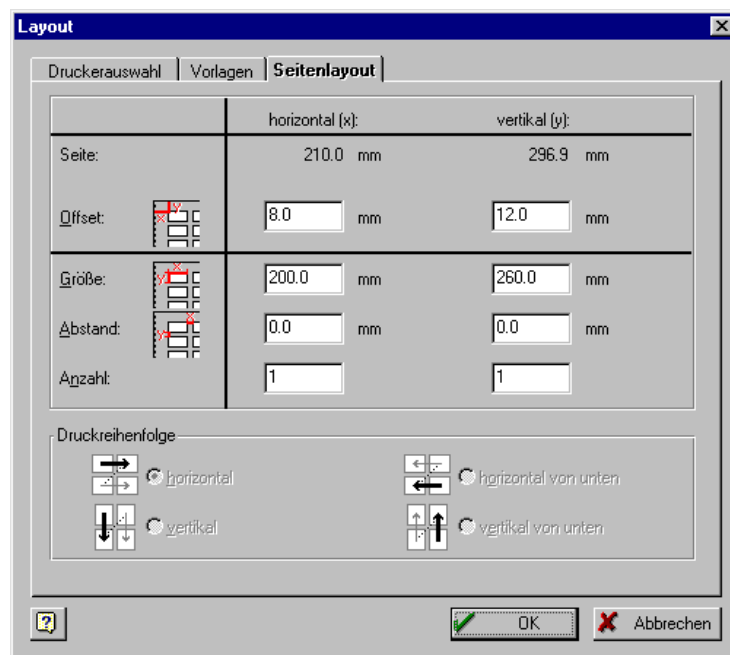 Layout
Druckerauswahl Vorlagen Seitenlayout
horizontal (x): vertikal (y):
Seite: 210.0 mm 296.9 mm
Offset: x y 8.0 mm 12.0 mm
Größe: x y 200.0 mm 260.0 mm
Abstand: x y 0.0 mm 0.0 mm
Anzahl: 1 1
Druckreihenfolge
horizontal horizontal von unten
vertikal vertikal von unten
? OK Abbrechen